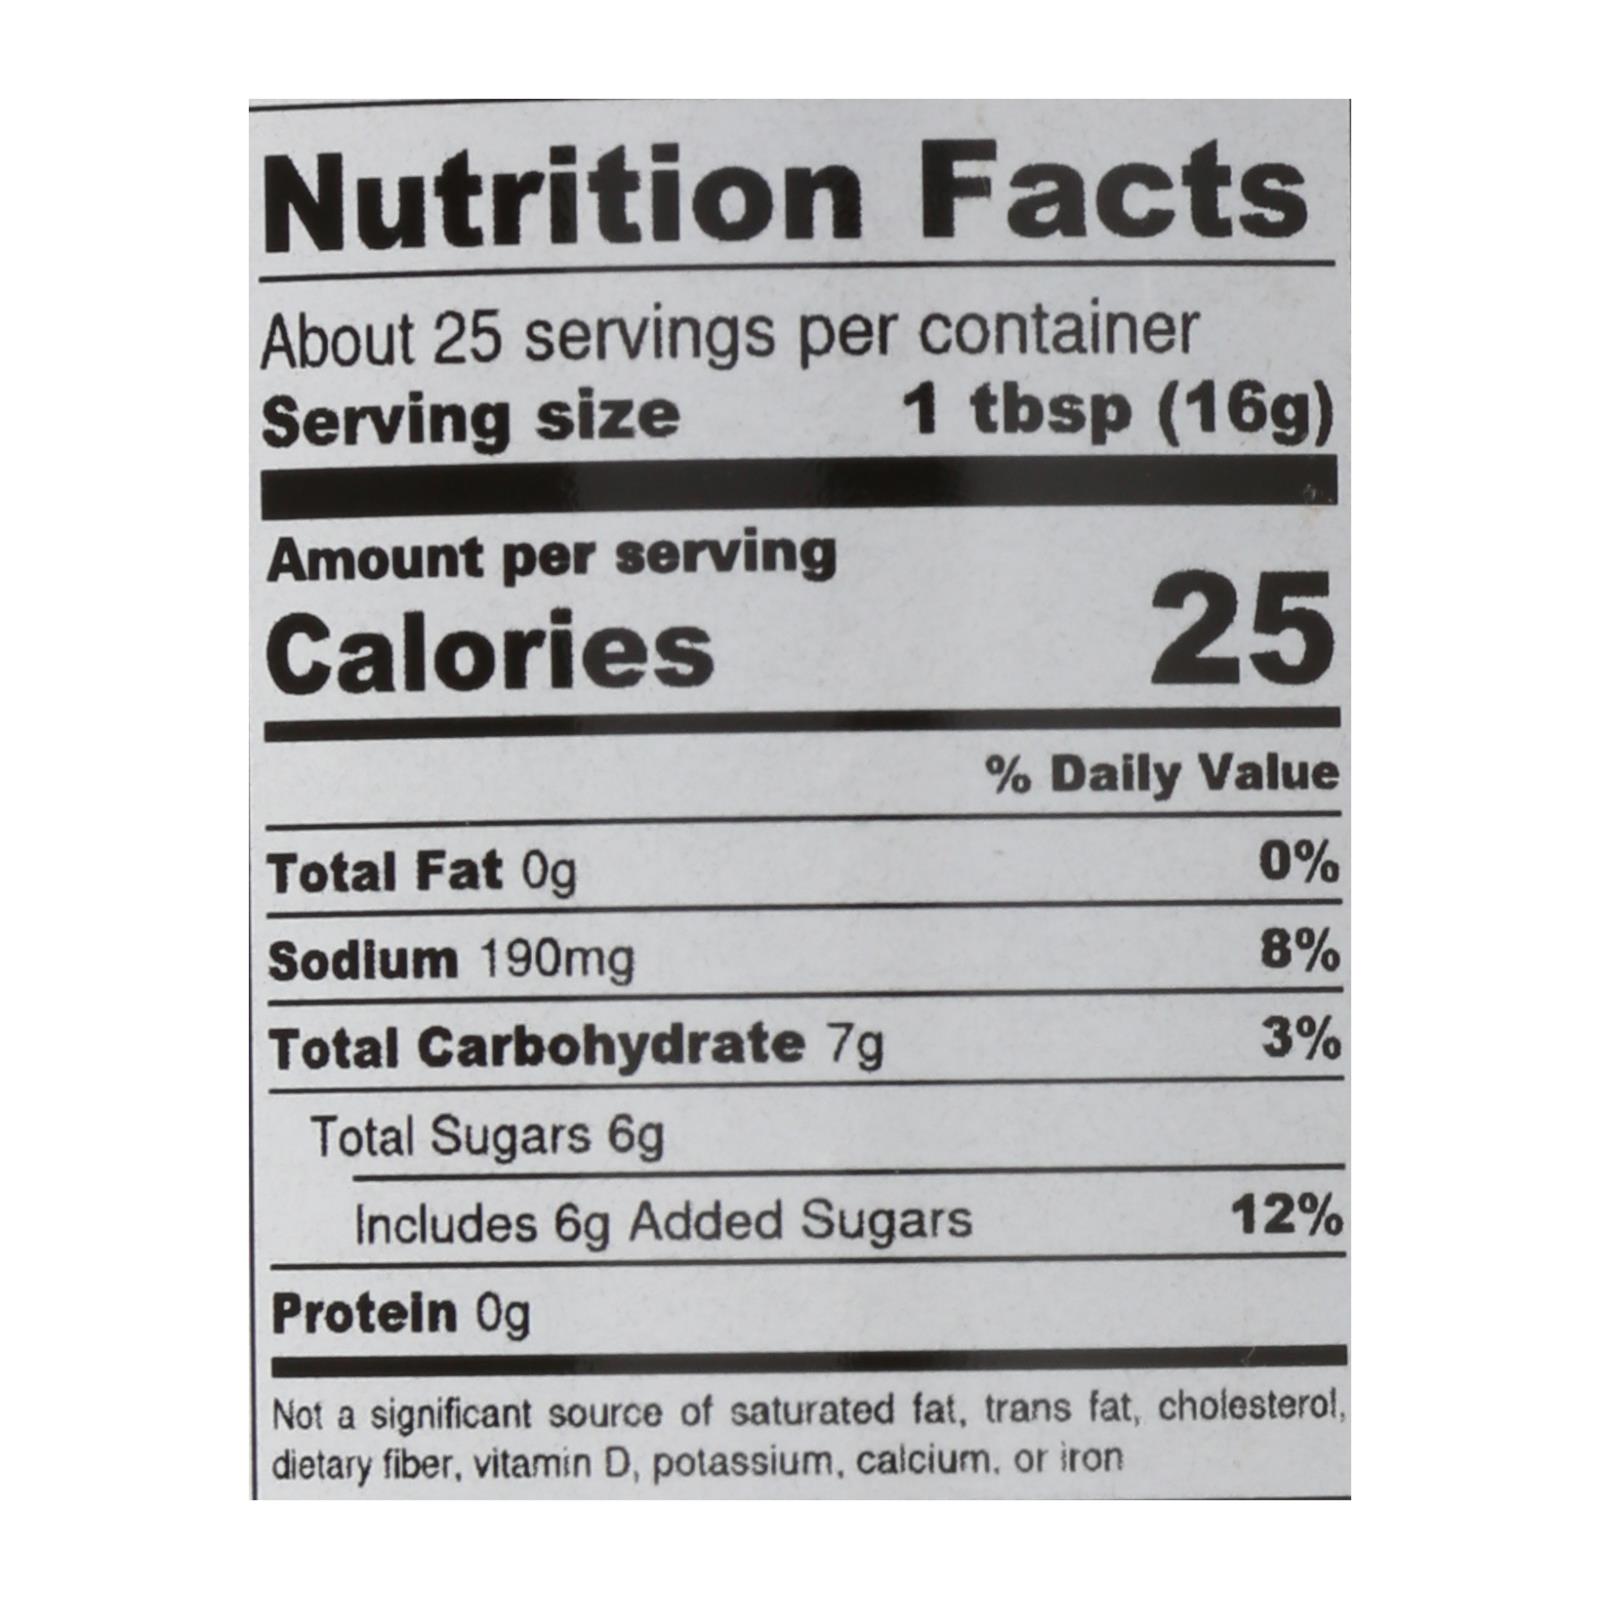 Nutrition Facts
About 25 servings per container
Serving size 1 tbsp (16g)
Amount per serving
Calories 25
% Daily Value
Total Fat 0g 0%
Sodium 190mg 8%
Total Carbohydrate 7g 3%
Total Sugars 6g
Includes 6g Added Sugars 12%
Protein 0g
Not a significant source of saturated fat, trans fat, cholesterol,
dietary fiber, vitamin D, potassium, calcium, or iron